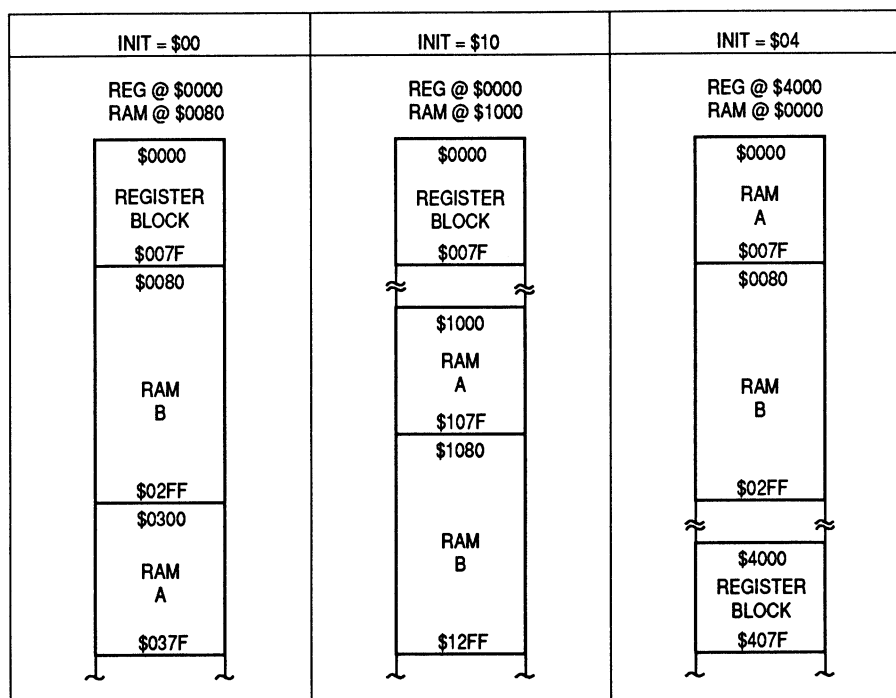 INIT = $00
REG @ $0000
RAM @ $0080
$0000
REGISTER
BLOCK
$007F
$0080
RAM
B
$02FF
$0300
RAM
A
$037F
INIT = $10
REG @ $0000
RAM @ $1000
$0000
REGISTER
BLOCK
$007F
$1000
RAM
A
$107F
$1080
RAM
B
$12FF
INIT = $04
REG @ $4000
RAM @ $0000
$0000
RAM
A
$007F
$0080
RAM
B
$02FF
$4000
REGISTER
BLOCK
$407F